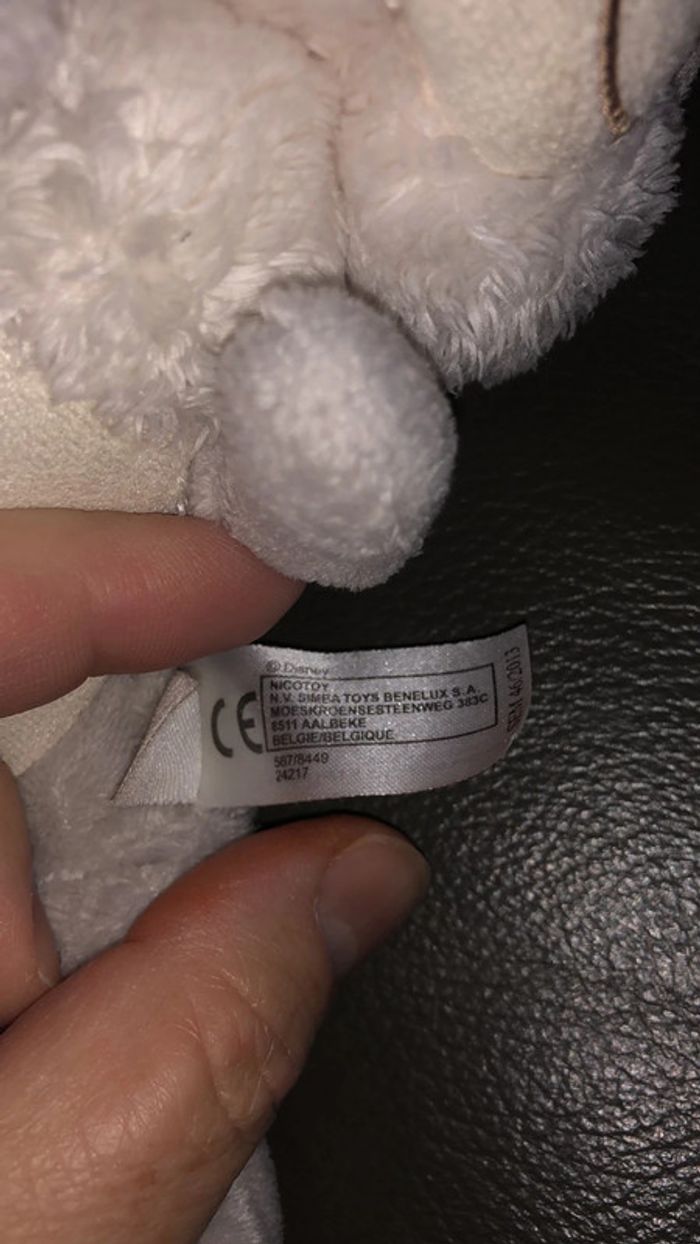 © Disney
CE
NICOTOY
N.V. SIMBA TOYS BENELUX S.A.
MOESKROENSESTEENWEG 383C
8511 AALBEKE
BELGIE/BELGIQUE
587/8449
24217
46/2013